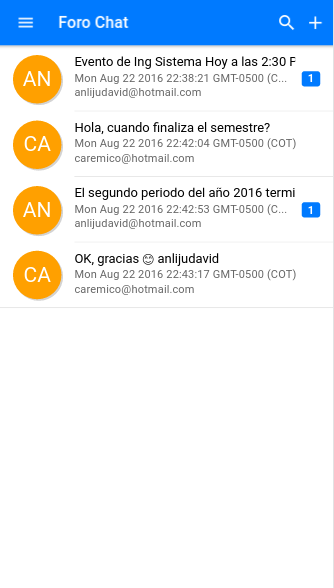 Foro Chat
AN
Evento de Ing Sistema Hoy a las 2:30 P
Mon Aug 22 2016 22:38:21 GMT-0500 (C...
1
anlijudavid@hotmail.com
CA
Hola, cuando finaliza el semestre?
Mon Aug 22 2016 22:42:04 GMT-0500 (COT)
caremico@hotmail.com
AN
El segundo periodo del año 2016 termi
Mon Aug 22 2016 22:42:53 GMT-0500 (C...
1
anlijudavid@hotmail.com
CA
OK, gracias 😊 anlijudavid
Mon Aug 22 2016 22:43:17 GMT-0500 (COT)
caremico@hotmail.com